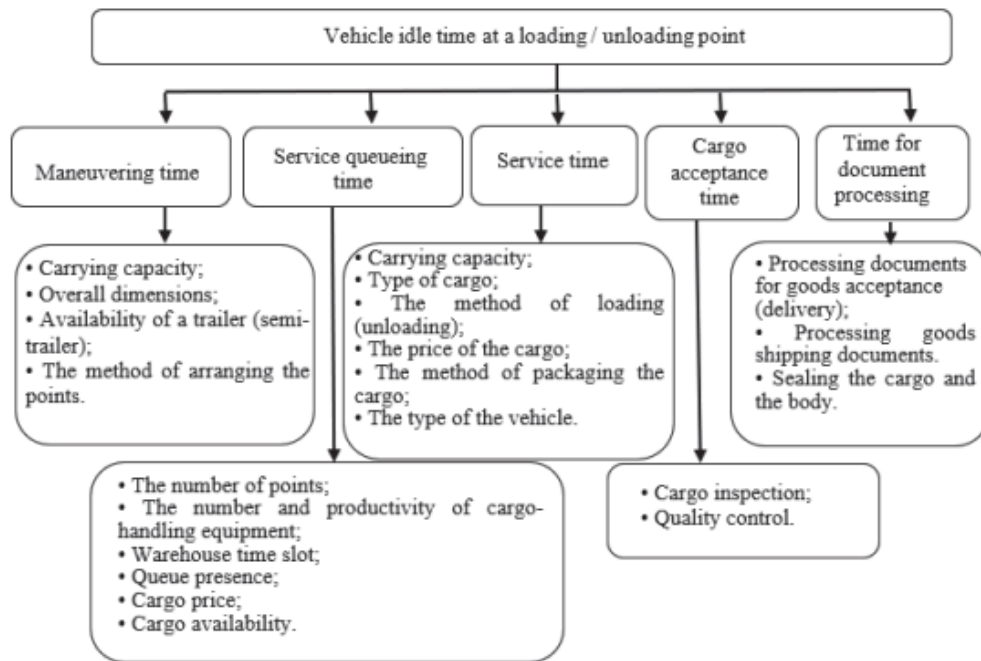 Vehicle idle time at a loading / unloading point
Maneuvering time
Service queueing
time
Service time
Cargo
acceptance
time
Time for
document
processing
• Carrying capacity;
• Overall dimensions;
• Availability of a trailer (semi-
trailer);
• The method of arranging the
points.
• Carrying capacity;
• Type of cargo;
• The method of loading
(unloading);
• The price of the cargo;
• The method of packaging the
cargo;
• The type of the vehicle.
• Processing documents
for goods acceptance
(delivery);
• Processing goods
shipping documents.
• Sealing the cargo and
the body.
• The number of points;
• The number and productivity of cargo-
handling equipment;
• Warehouse time slot;
• Queue presence;
• Cargo price;
• Cargo availability.
• Cargo inspection;
• Quality control.